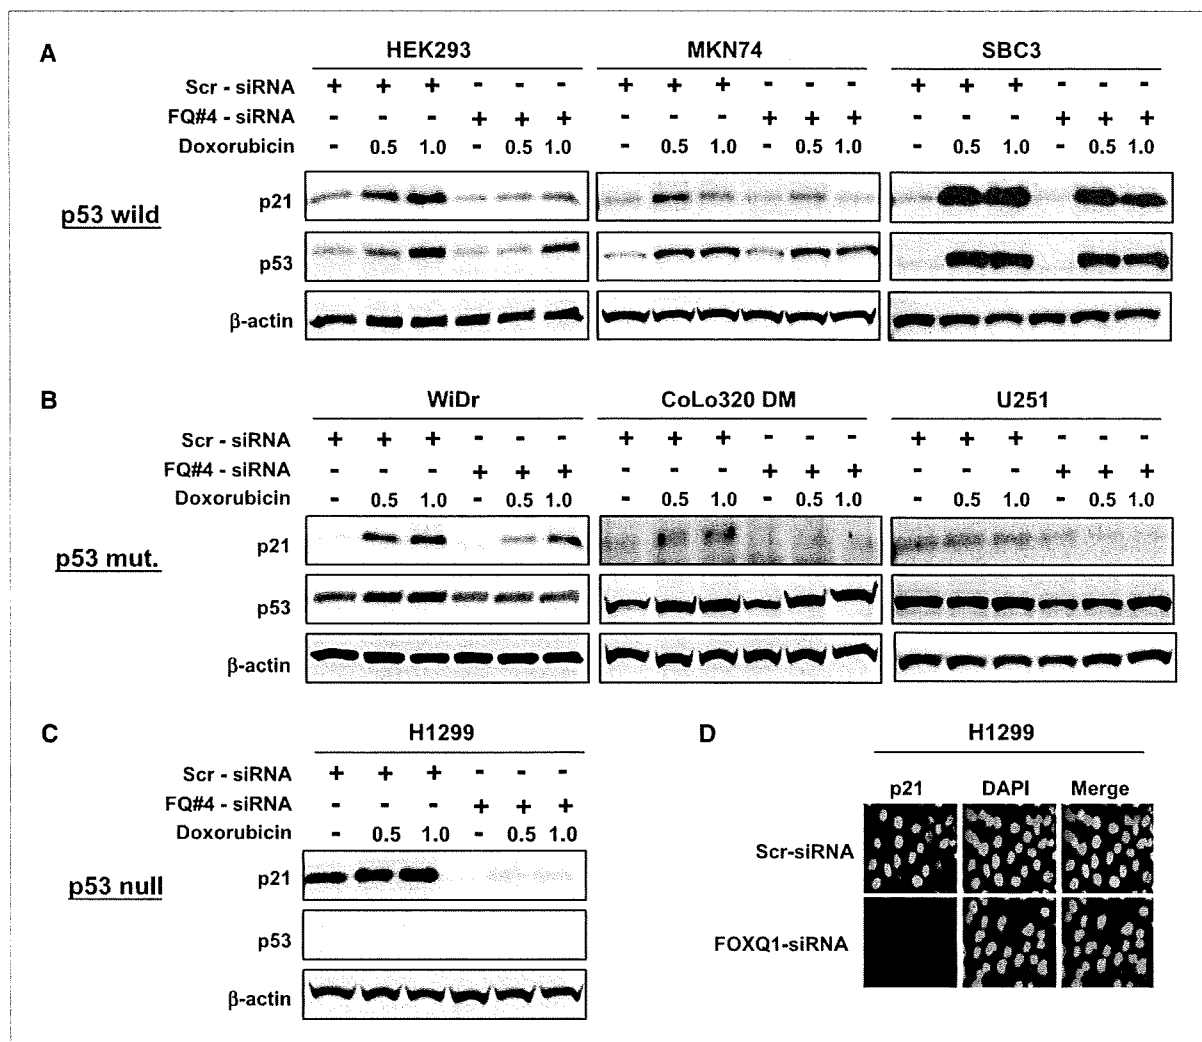 A
HEK293 MKN74 SBC3
Scr - siRNA + + + - - - + + + - - - + + + - - -
FQ#4 - siRNA - - - + + + - - - + + + - - - + + +
Doxorubicin - 0.5 1.0 - 0.5 1.0 - 0.5 1.0 - 0.5 1.0 - 0.5 1.0 - 0.5 1.0
p53 wild
p21
p53
β-actin
B
WiDr CoLo320 DM U251
Scr - siRNA + + + - - - + + + - - - + + + - - -
FQ#4 - siRNA - - - + + + - - - + + + - - - + + +
Doxorubicin - 0.5 1.0 - 0.5 1.0 - 0.5 1.0 - 0.5 1.0 - 0.5 1.0 - 0.5 1.0
p53 mut.
p21
p53
β-actin
C
H1299
Scr - siRNA + + + - - -
FQ#4 - siRNA - - - + + +
Doxorubicin - 0.5 1.0 - 0.5 1.0
p53 null
p21
p53
β-actin
D
H1299
p21 DAPI Merge
Scr-siRNA
FOXQ1-siRNA